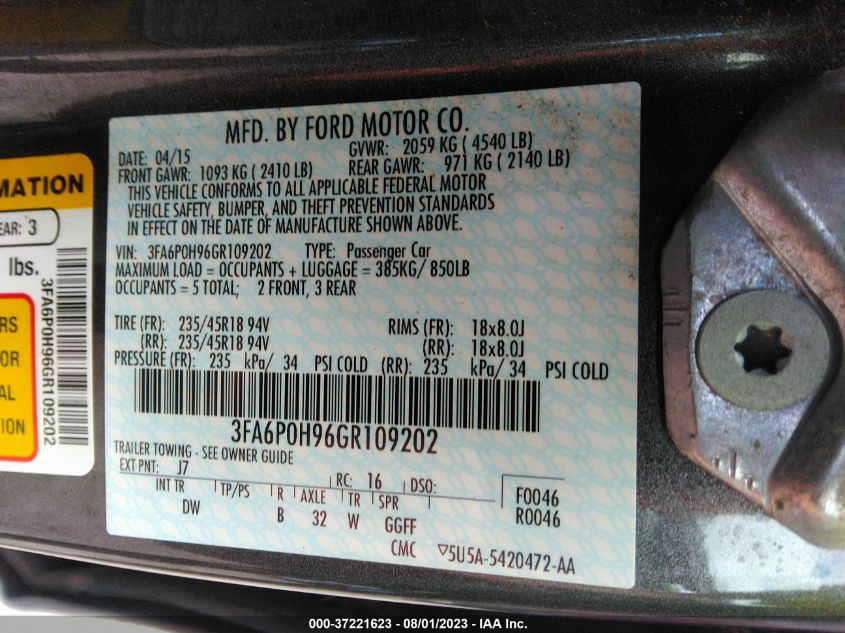 MFD. BY FORD MOTOR CO.
DATE: 04/15 GVWR: 2059 KG ( 4540 LB)
FRONT GAWR: 1093 KG ( 2410 LB) REAR GAWR: 971 KG ( 2140 LB)
THIS VEHICLE CONFORMS TO ALL APPLICABLE FEDERAL MOTOR
VEHICLE SAFETY, BUMPER, AND THEFT PREVENTION STANDARDS
IN EFFECT ON THE DATE OF MANUFACTURE SHOWN ABOVE.
VIN: 3FA6P0H96GR109202 TYPE: Passenger Car
MAXIMUM LOAD = OCCUPANTS + LUGGAGE = 385KG/ 850LB
OCCUPANTS = 5 TOTAL; 2 FRONT, 3 REAR
TIRE (FR): 235/45R18 94V RIMS (FR): 18x8.0J
(RR): 235/45R18 94V (RR): 18x8.0J
PRESSURE (FR): 235 kPa/ 34 PSI COLD (RR): 235 kPa/ 34 PSI COLD
3FA6P0H96GR109202
TRAILER TOWING - SEE OWNER GUIDE
EXT PNT: J7 RC: 16 DSO:
INT TR TP/PS R AXLE TR SPR F0046
DW B 32 W GGFF R0046
CMC ▽5U5A-5420472-AA
MATION
EAR: 3
lbs.
RS
OR
AL
ION
3FA6P0H96GR109202
000-37221623 - 08/01/2023 - IAA Inc.